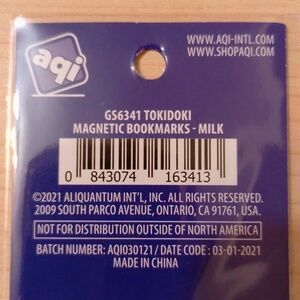 aqi
WWW.AQI-INTL.COM
WWW.SHOPAQI.COM
GS6341 TOKIDOKI
MAGNETIC BOOKMARKS - MILK
0 843074 163413
©2021 ALIQUANTUM INT'L, INC. ALL RIGHTS RESERVED.
2009 SOUTH PARCO AVENUE, ONTARIO, CA 91761, USA.
NOT FOR DISTRIBUTION OUTSIDE OF NORTH AMERICA
BATCH NUMBER: AQI030121/ DATE CODE : 03-01-2021
MADE IN CHINA